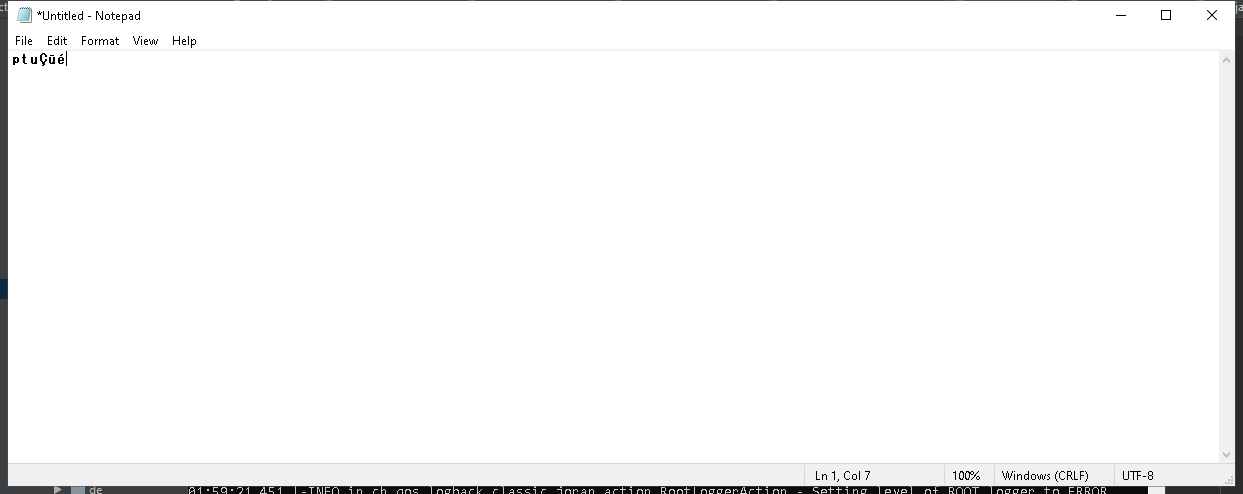 *Untitled - Notepad
File Edit Format View Help
ptuÇūé
Ln 1, Col 7 100% Windows (CRLF) UTF-8
de 01:59:21,451 |-INFO in ch.qos.logback.classic.joran.action.RootLoggerAction - Setting level of ROOT logger to ERROR